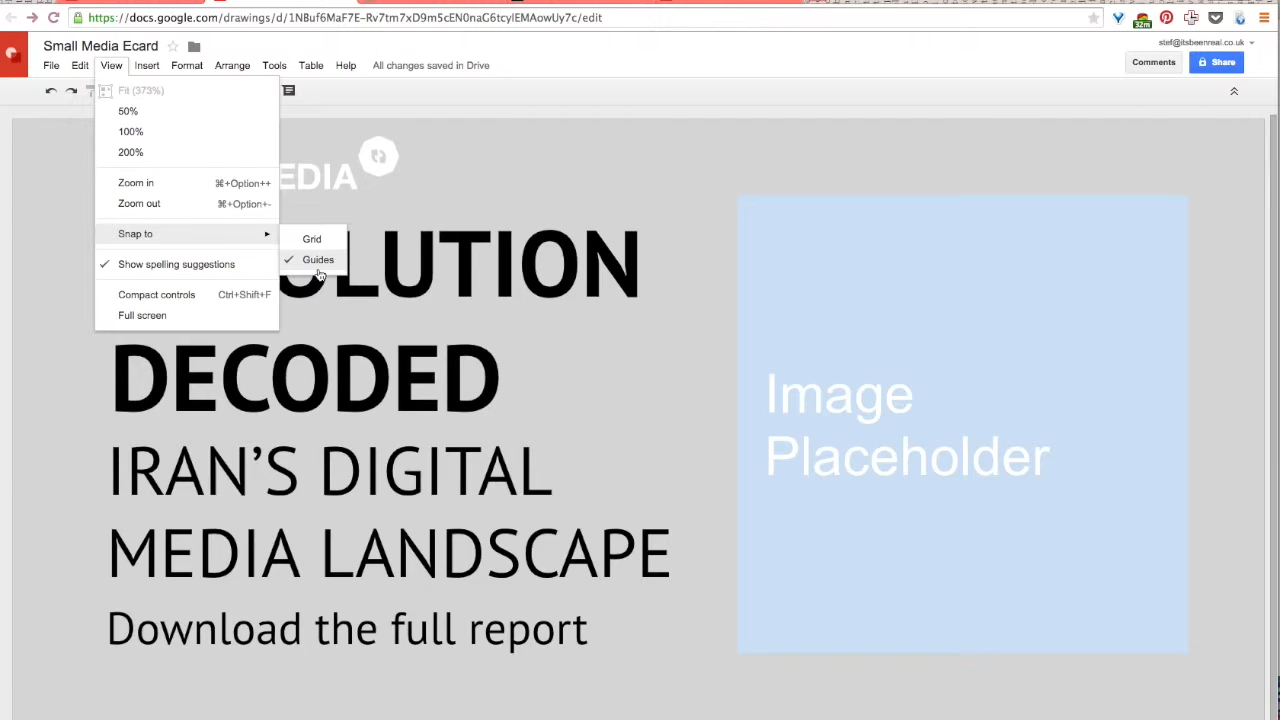 https://docs.google.com/drawings/d/1NBuf6MaF7E-Rv7tm7xD9m5cEN0naG6tcylEMAowUy7c/edit
32m
Small Media Ecard
stef@itsbeenreal.co.uk
File Edit View Insert Format Arrange Tools Table Help All changes saved in Drive
Comments Share
Fit (373%)
50%
100%
200%
Zoom in ⌘+Option++
Zoom out ⌘+Option+-
Snap to
Grid
Guides
Show spelling suggestions
Compact controls Ctrl+Shift+F
Full screen
EDIA
OLUTION
DECODED
IRAN'S DIGITAL
MEDIA LANDSCAPE
Download the full report
Image
Placeholder